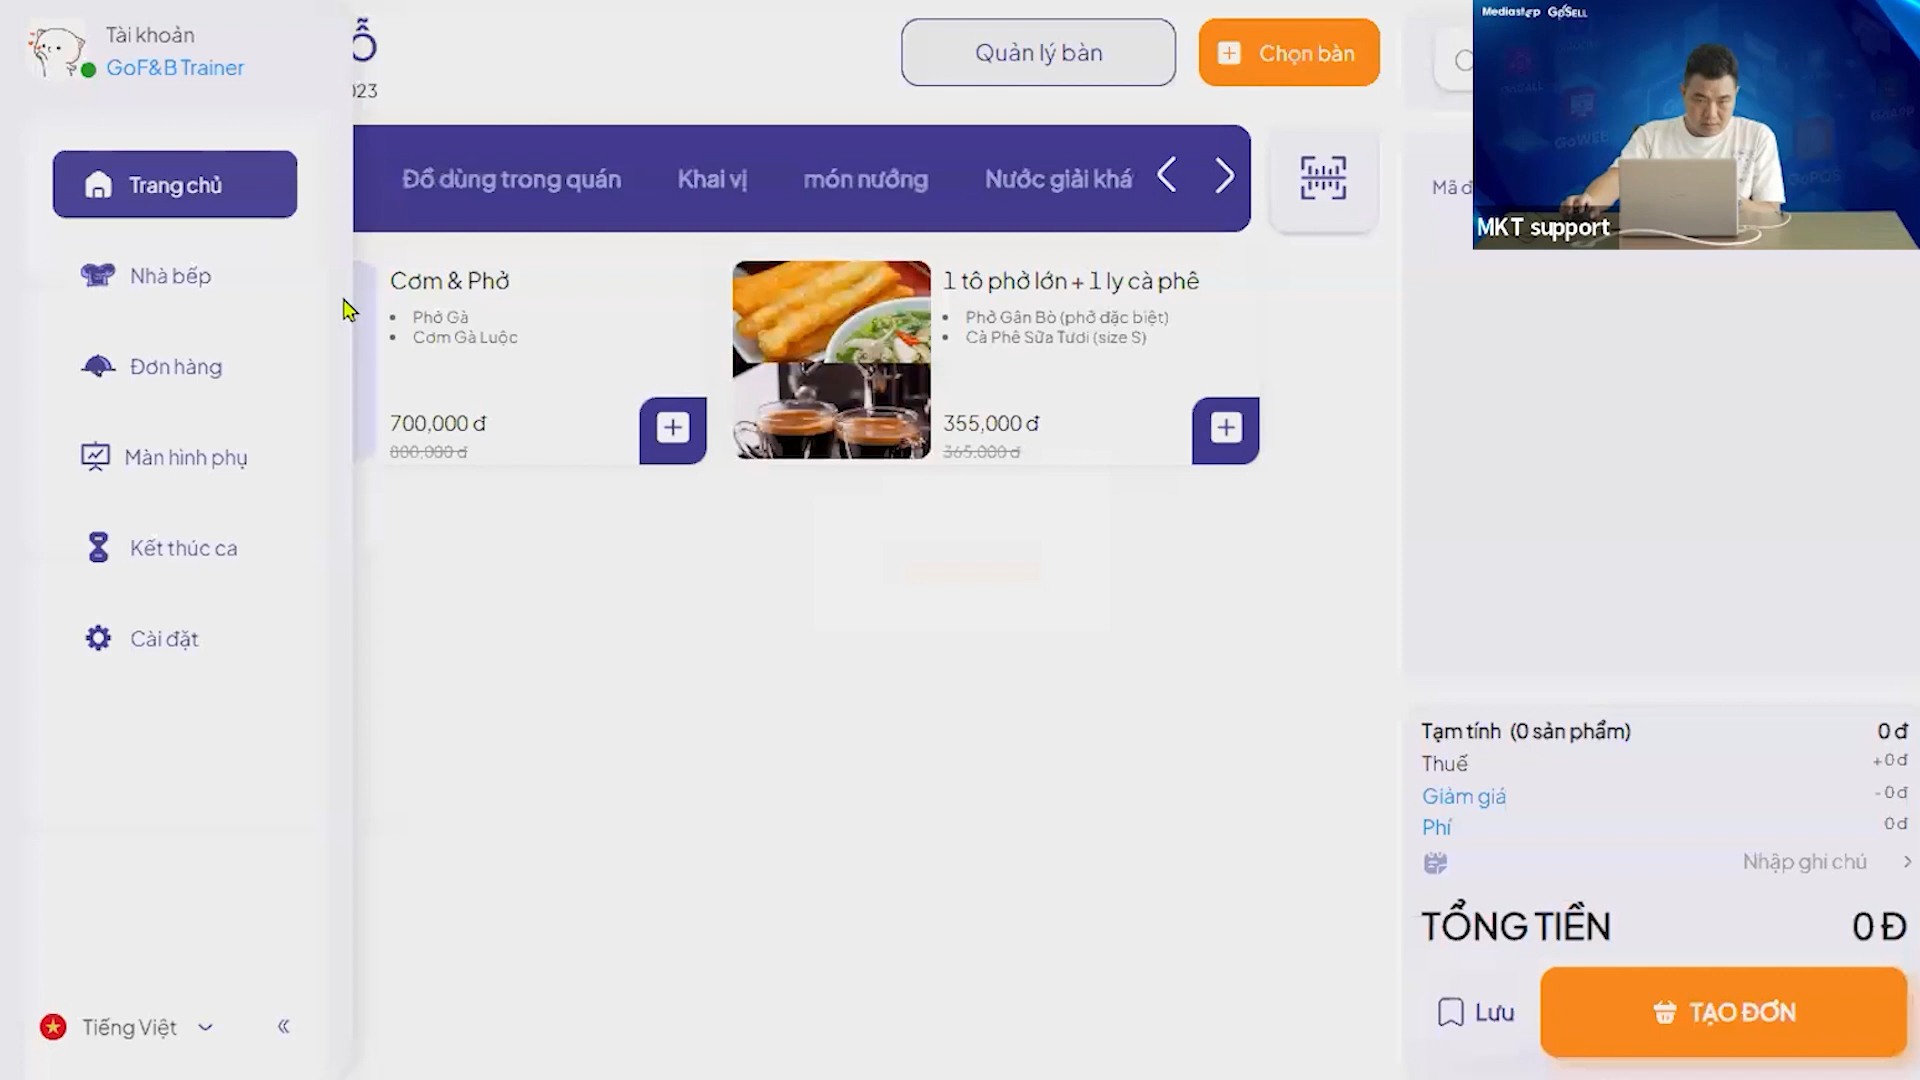 Tài khoản
GoF&B Trainer
Trang chủ
Nhà bếp
Đơn hàng
Màn hình phụ
Kết thúc ca
Cài đặt
Tiếng Việt
«
Quản lý bàn
Chọn bàn
Đồ dùng trong quán
Khai vị
món nướng
Nước giải khá
Cơm & Phở
• Phở Gà
• Cơm Gà Luộc
700,000 đ
800,000 đ
1 tô phở lớn + 1 ly cà phê
• Phở Gân Bò (phở đặc biệt)
• Cà Phê Sữa Tươi (size S)
355,000 đ
365,000 đ
Mediastep GoSELL
GoWEB
GoPOS
MKT support
Tạm tính (0 sản phẩm) 0 đ
Thuế +0 đ
Giảm giá -0 đ
Phí 0 đ
Nhập ghi chú
TỔNG TIỀN 0 Đ
Lưu
TẠO ĐƠN